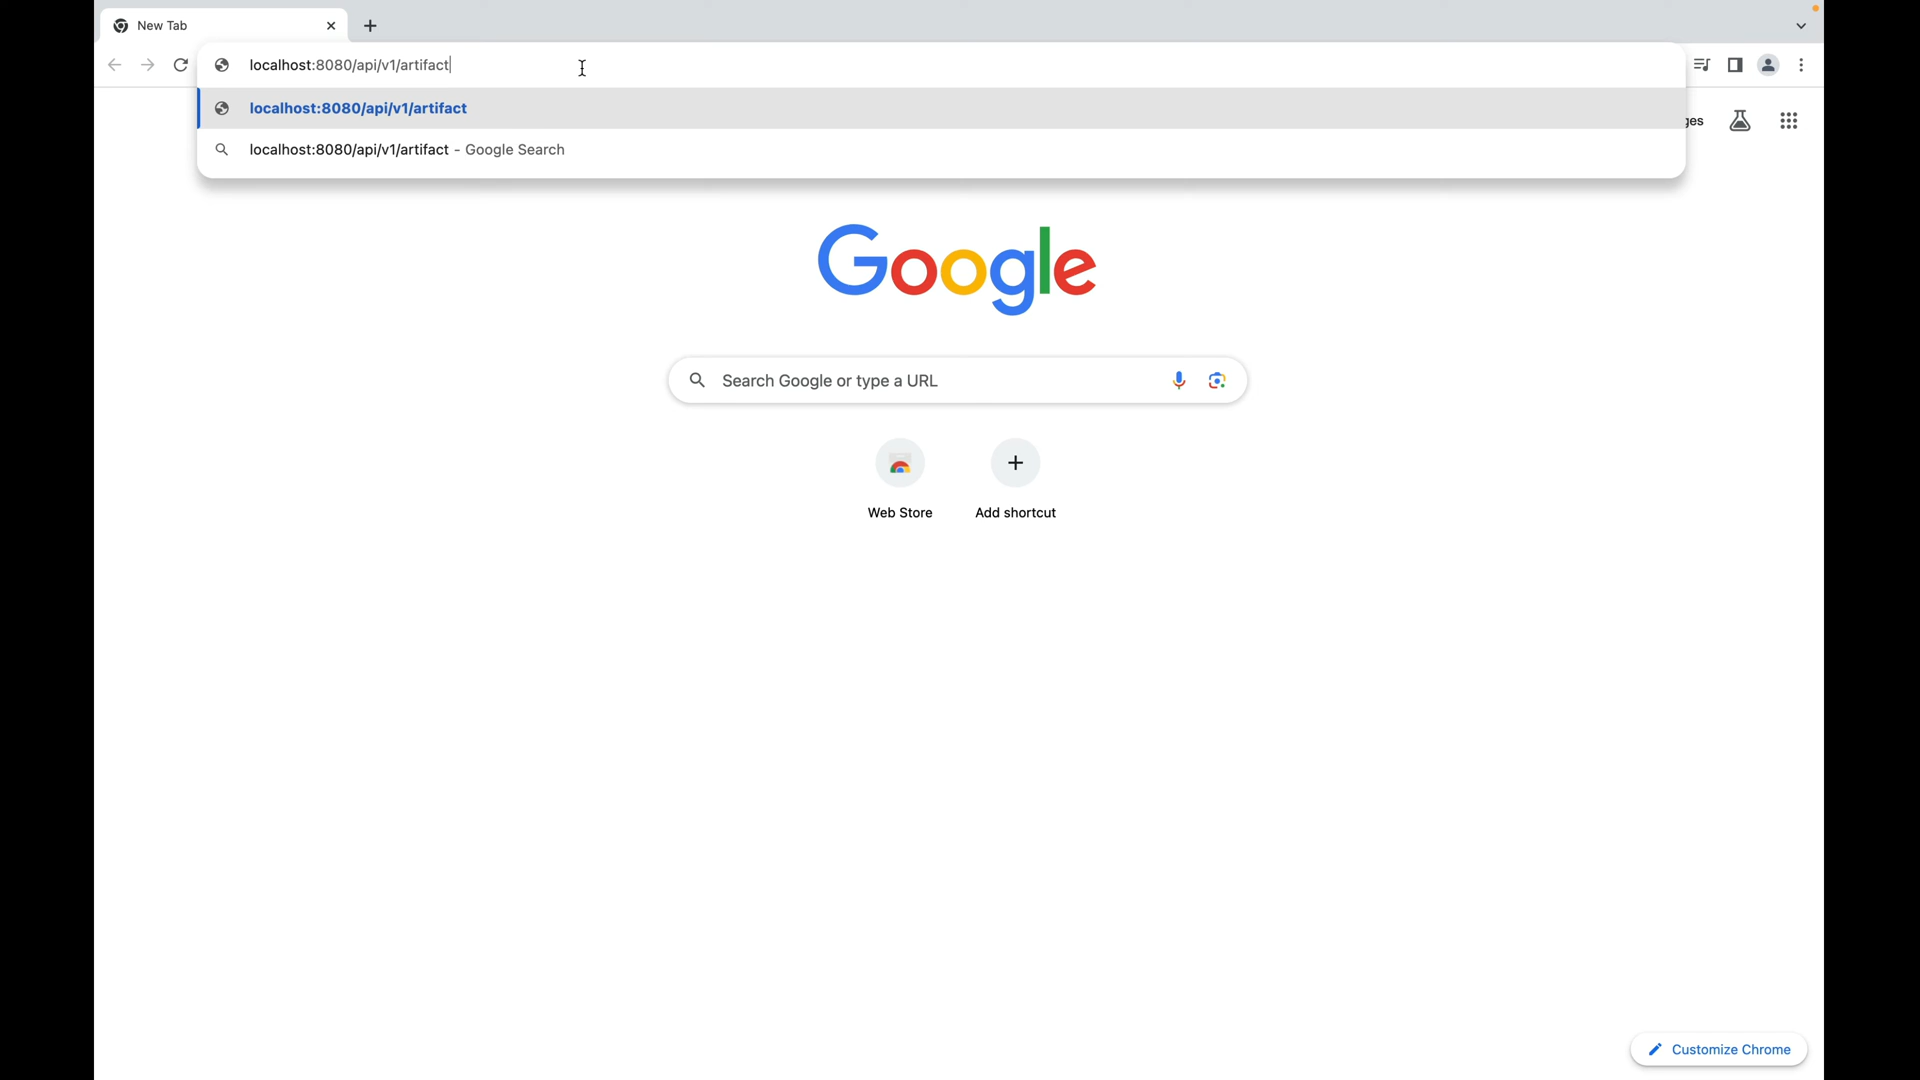 New Tab
localhost:8080/api/v1/artifact
localhost:8080/api/v1/artifact
localhost:8080/api/v1/artifact - Google Search
ges
Google
Search Google or type a URL
Web Store
Add shortcut
Customize Chrome